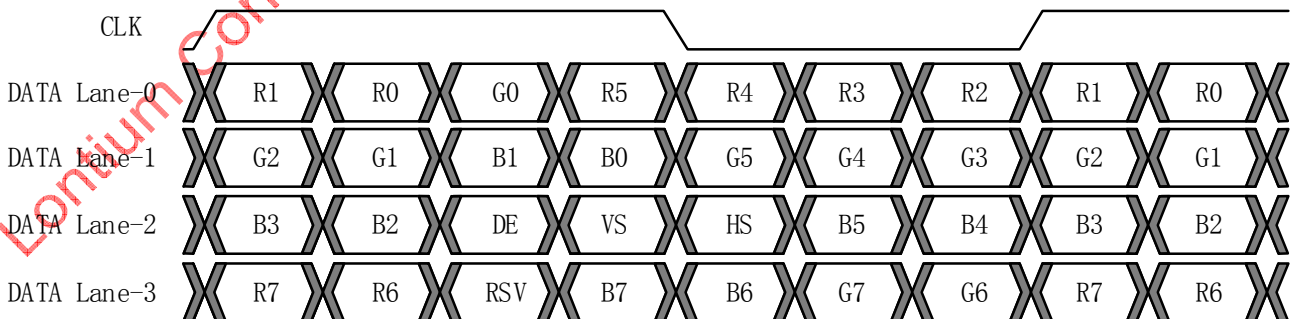 CLK
DATA Lane-0 R1 R0 G0 R5 R4 R3 R2 R1 R0
DATA Lane-1 G2 G1 B1 B0 G5 G4 G3 G2 G1
DATA Lane-2 B3 B2 DE VS HS B5 B4 B3 B2
DATA Lane-3 R7 R6 RSV B7 B6 G7 G6 R7 R6
Lontium